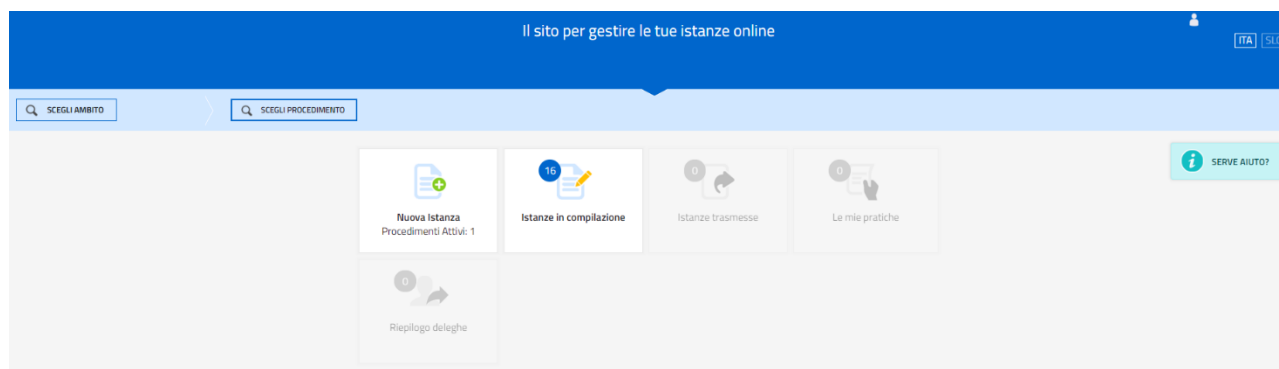 Il sito per gestire le tue istanze online
ITA
SCEGLI AMBITO
SCEGLI PROCEDIMENTO
SERVE AIUTO?
16
0
0
Nuova Istanza
Istanze in compilazione
Istanze trasmesse
Le mie pratiche
Procedimenti Attivi: 1
0
Riepilogo deleghe